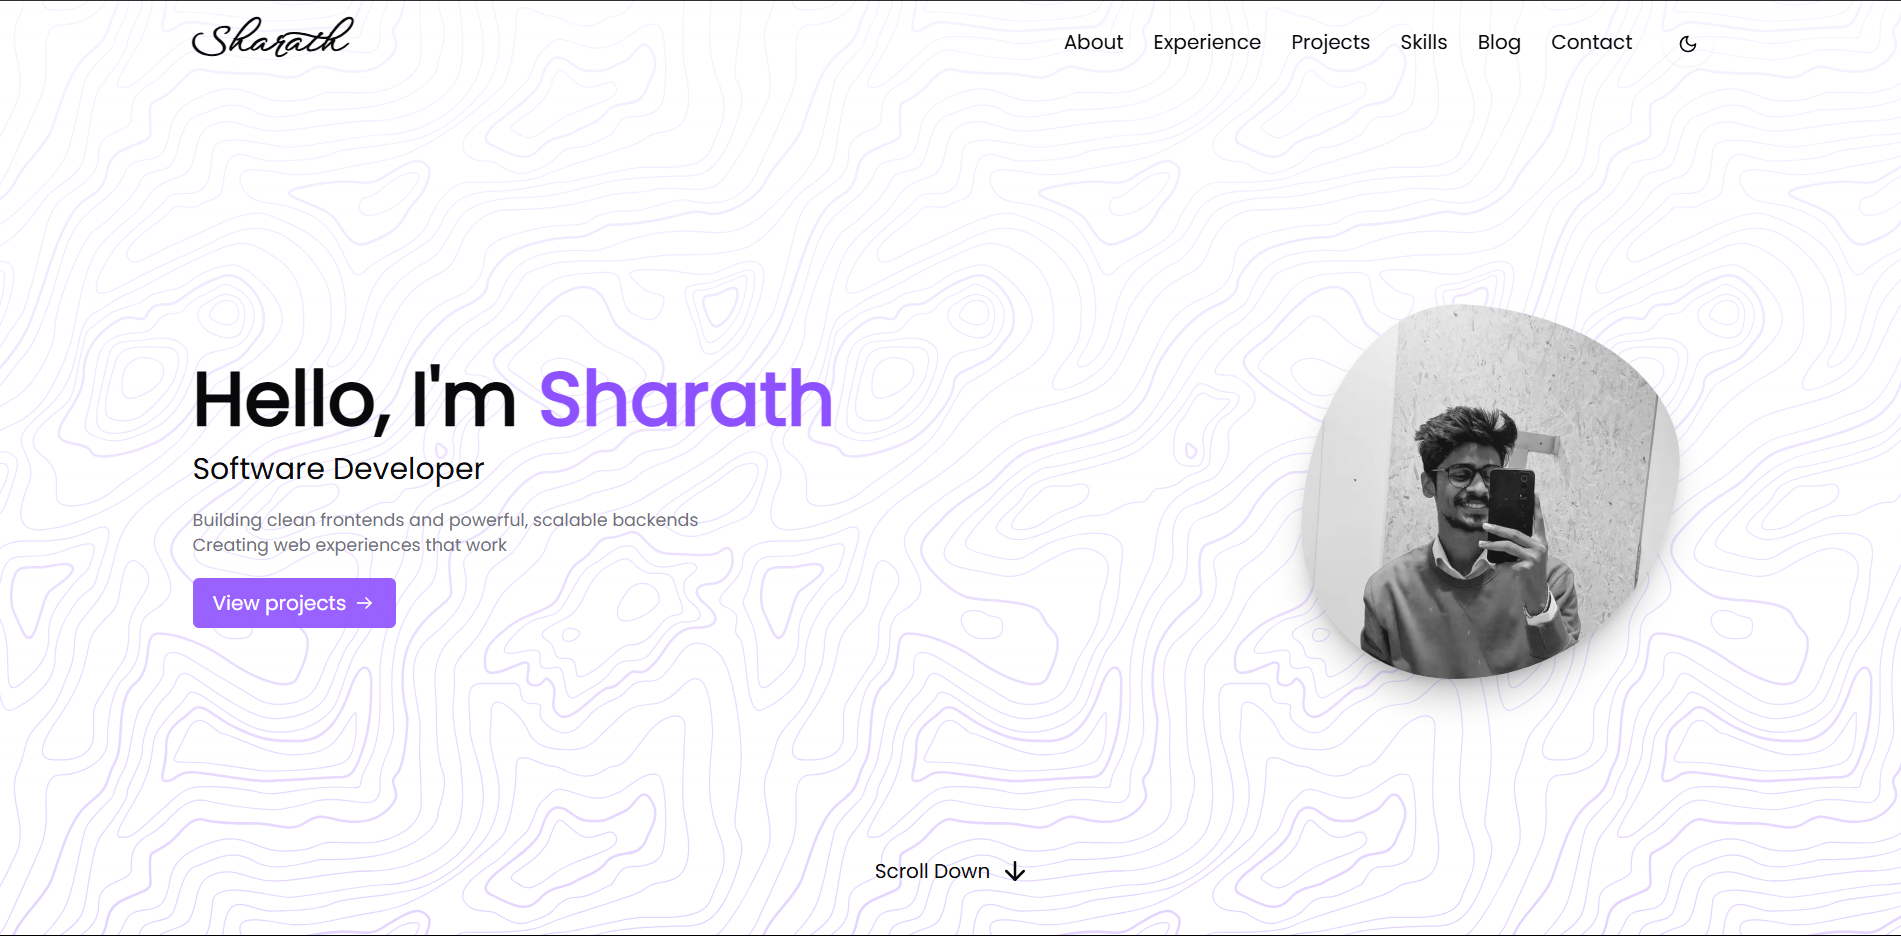 Sharath
About Experience Projects Skills Blog Contact
Hello, I'm Sharath
Software Developer
Building clean frontends and powerful, scalable backends
Creating web experiences that work
View projects →
Scroll Down ↓